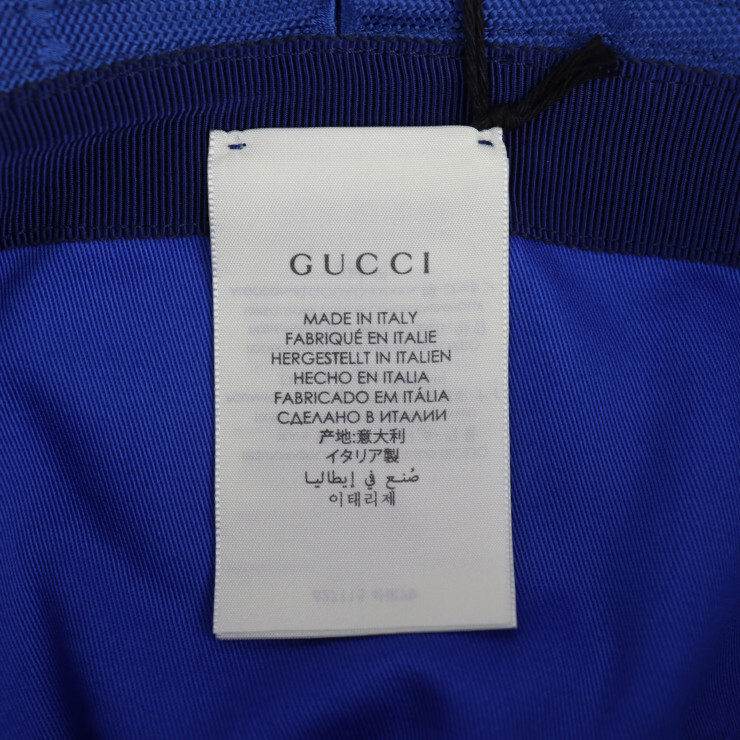 GUCCI
MADE IN ITALY
FABRIQUÉ EN ITALIE
HERGESTELLT IN ITALIEN
HECHO EN ITALIA
FABRICADO EM ITÁLIA
СДЕЛАНО В ИТАЛИИ
产地:意大利
イタリア製
صُنع في إيطاليا
이태리제